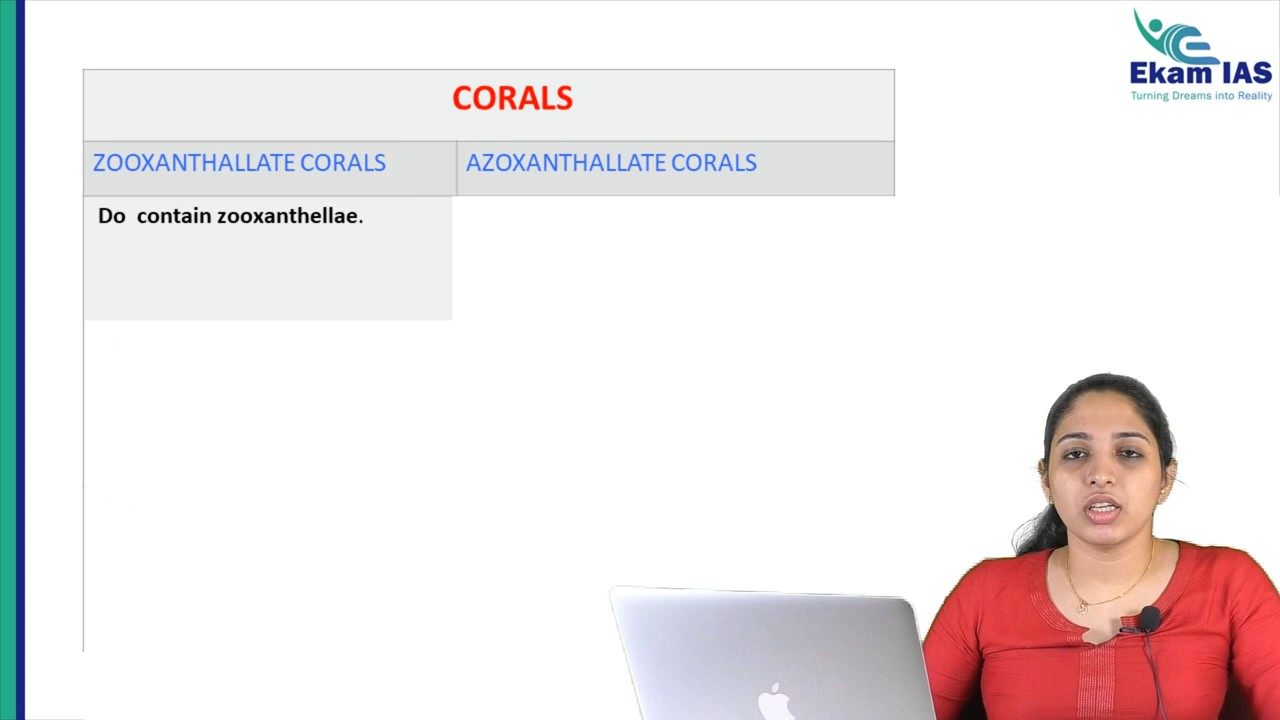 Ekam IAS
Turning Dreams into Reality
CORALS
ZOOXANTHALLATE CORALS
AZOXANTHALLATE CORALS
Do contain zooxanthellae.